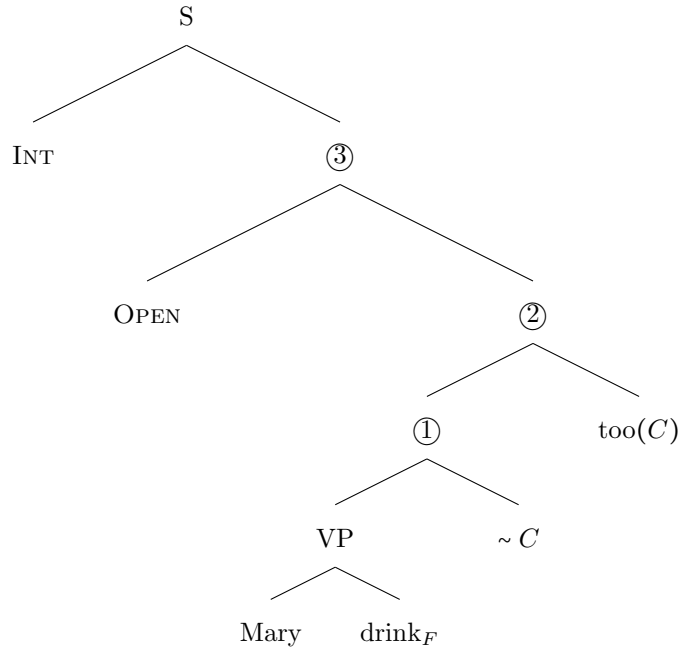 S
INT ③
OPEN ②
① too(C)
VP ~ C
Mary drink_F